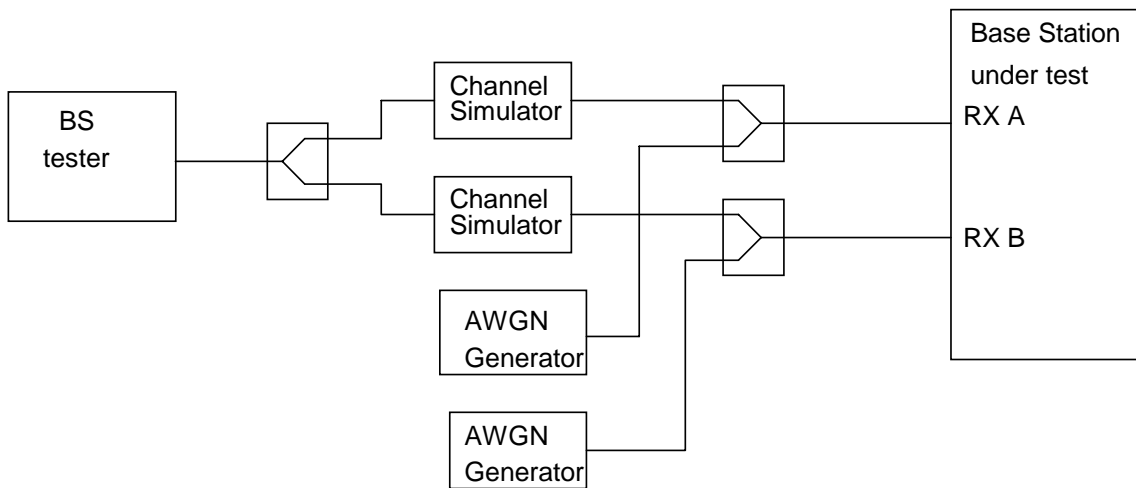 BS
tester
Channel
Simulator
Channel
Simulator
AWGN
Generator
AWGN
Generator
Base Station
under test
RX A
RX B